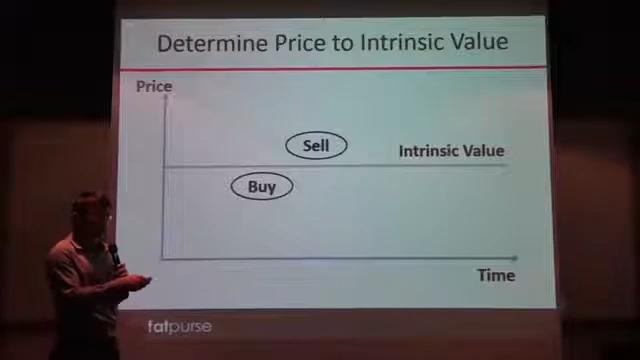 Determine Price to Intrinsic Value
Price
Sell
Intrinsic Value
Buy
Time
fatpurse